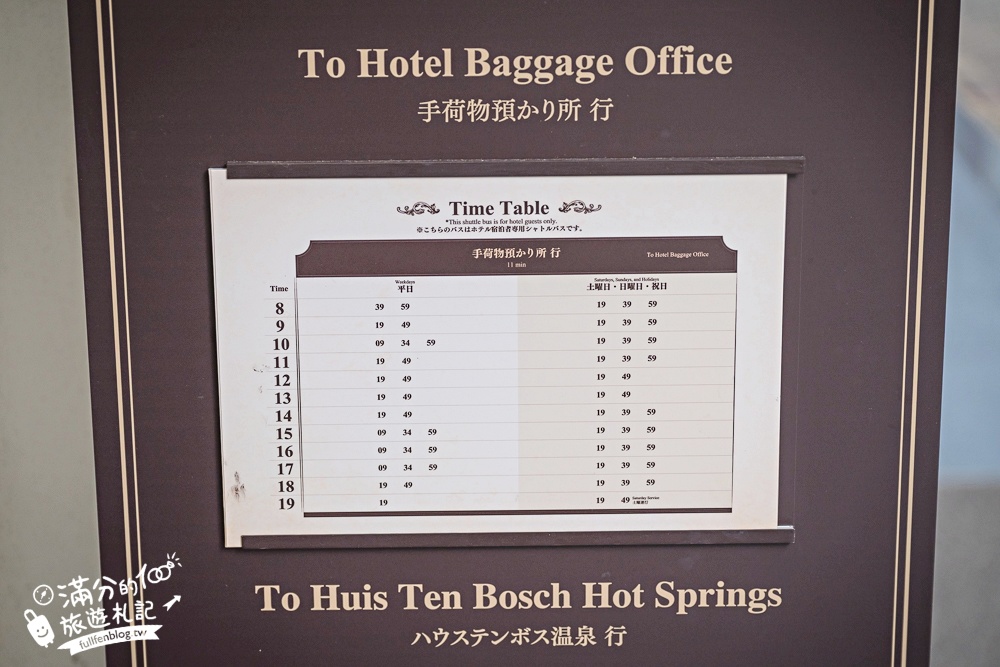 To Hotel Baggage Office
手荷物預かり所 行
Time Table
*This shuttle bus is for hotel guests only.
※こちらのバスはホテル宿泊者専用シャトルバスです。
手荷物預かり所 行
11 min
To Hotel Baggage Office
Time
Weekdays
平日
Saturdays, Sundays, and Holidays
土曜日・日曜日・祝日
8 39 59 19 39 59
9 19 49 19 39 59
10 09 34 59 19 39 59
11 19 49 19 39 59
12 19 49 19 49
13 19 49 19 49
14 19 49 19 39 59
15 09 34 59 19 39 59
16 09 34 59 19 39 59
17 09 34 59 19 39 59
18 19 49 19 39 59
19 19 19 49 Saturday Service
土曜運行
To Huis Ten Bosch Hot Springs
ハウステンボス温泉 行
滿分的
旅遊札記
fullfenblog.tw